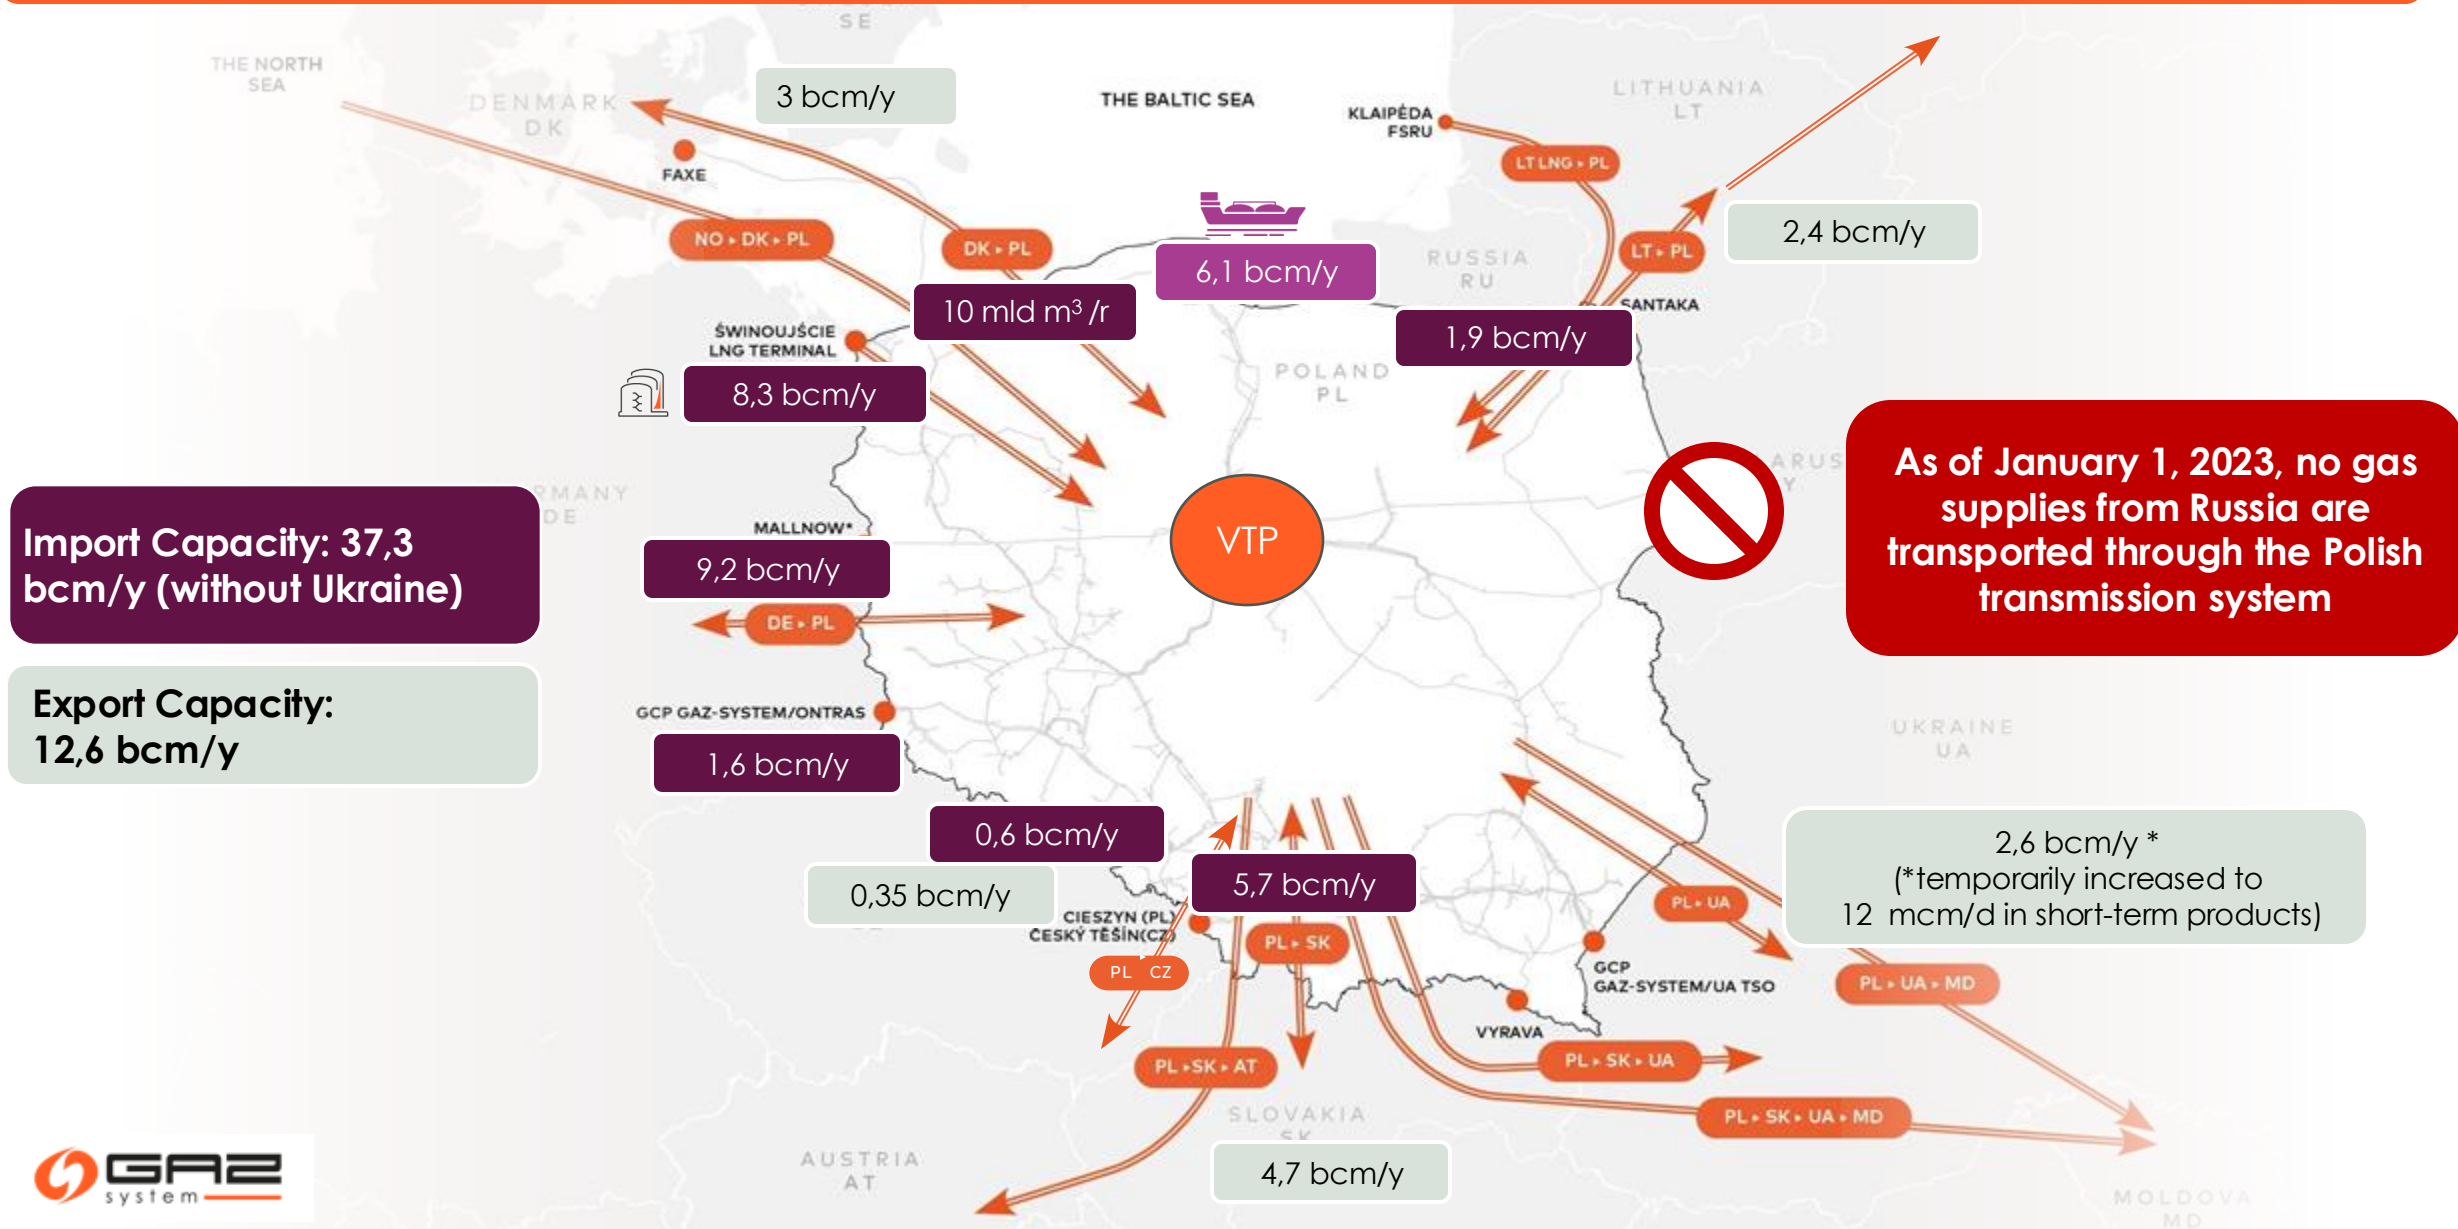 SE
THE NORTH
SEA
DENMARK
DK
3 bcm/y
THE BALTIC SEA
KLAIPĖDA
FSRU
LITHUANIA
LT
FAXE
LT LNG ▸ PL
NO ▸ DK ▸ PL
DK ▸ PL
6,1 bcm/y
RUSSIA
RU
LT ▸ PL
2,4 bcm/y
10 mld m³ /r
SANTAKA
ŚWINOUJŚCIE
LNG TERMINAL
8,3 bcm/y
1,9 bcm/y
POLAND
PL
ARUS
Y
As of January 1, 2023, no gas
supplies from Russia are
transported through the Polish
transmission system
RMANY
DE
Import Capacity: 37,3
bcm/y (without Ukraine)
MALLNOW*
VTP
9,2 bcm/y
DE ▸ PL
Export Capacity:
12,6 bcm/y
GCP GAZ-SYSTEM/ONTRAS
1,6 bcm/y
UKRAINE
UA
0,6 bcm/y
0,35 bcm/y
5,7 bcm/y
2,6 bcm/y *
(*temporarily increased to
12 mcm/d in short-term products)
CIESZYN (PL)
ČESKÝ TĚŠÍN(CZ)
PL ▸ SK
PL ▸ UA
PL CZ
GCP
GAZ-SYSTEM/UA TSO
PL ▸ UA ▸ MD
VYRAVA
PL ▸ SK ▸ AT
PL ▸ SK ▸ UA
PL ▸ SK ▸ UA ▸ MD
SLOVAKIA
SK
4,7 bcm/y
AUSTRIA
AT
MOLDOVA
MD
GAZ
system